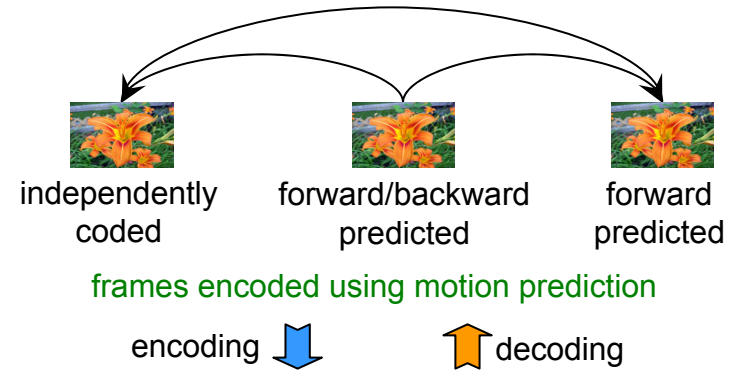 independently
coded
forward/backward
predicted
forward
predicted
frames encoded using motion prediction
encoding
decoding